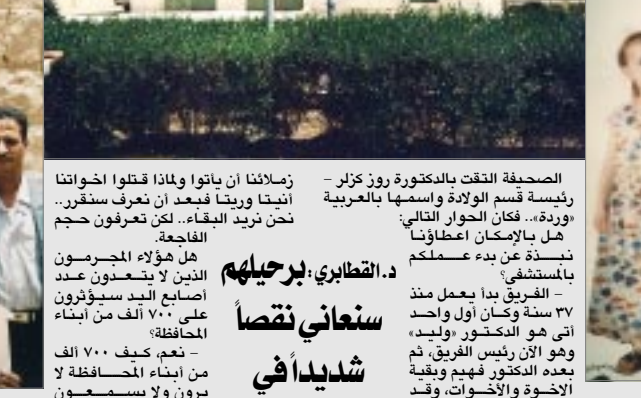 الصحيفة التقت بالدكتورة روز كزلر –
رئيسة قسم الولادة واسمها بالعربية
«وردة».. فكان الحوار التالي:
هل بالإمكان اعطاؤنا
نبذة عن بدء عملكم
بالمستشفى؟
– الفريق بدأ يعمل منذ
٣٧ سنة وكان أول واحد
أتى هو الدكتور «وليد»
وهو الآن رئيس الفريق، ثم
بعده الدكتور فهيم وبقية
الاخوة والأخوات، وقد
د. القطابري: برحيلهم
سنعاني نقصاً
شديداً في
زملائنا أن يأتوا ولماذا قتلوا اخواتنا
أنيتا وريتا فبعد أن نعرف سنقرر..
نحن نريد البقاء.. لكن تعرفون حجم
الفاجعة.
هل هؤلاء المجرمون
الذين لا يتعدون عدد
أصابع اليد سيؤثرون
على ٧٠٠ ألف من أبناء
المحافظة؟
– نعم، كيف ٧٠٠ ألف
من أبناء المحافظة لا
يرون ولا يسمعون